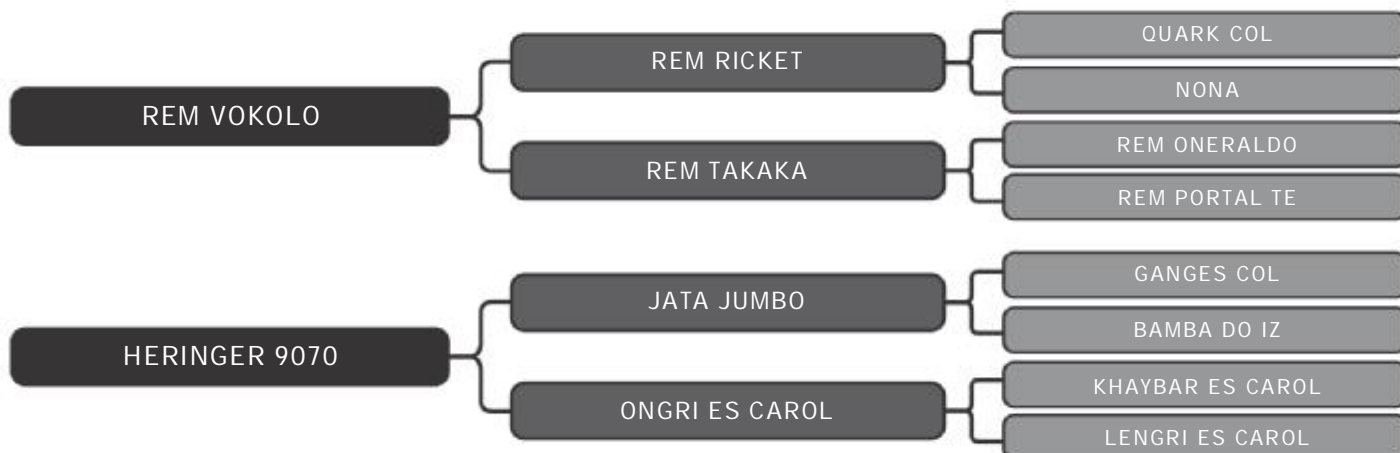 REM VOKOLO
REM RICKET
QUARK COL
NONA
REM TAKAKA
REM ONERALDO
REM PORTAL TE
HERINGER 9070
JATA JUMBO
GANGES COL
BAMBA DO IZ
ONGRI ES CAROL
KHAYBAR ES CAROL
LENGRI ES CAROL